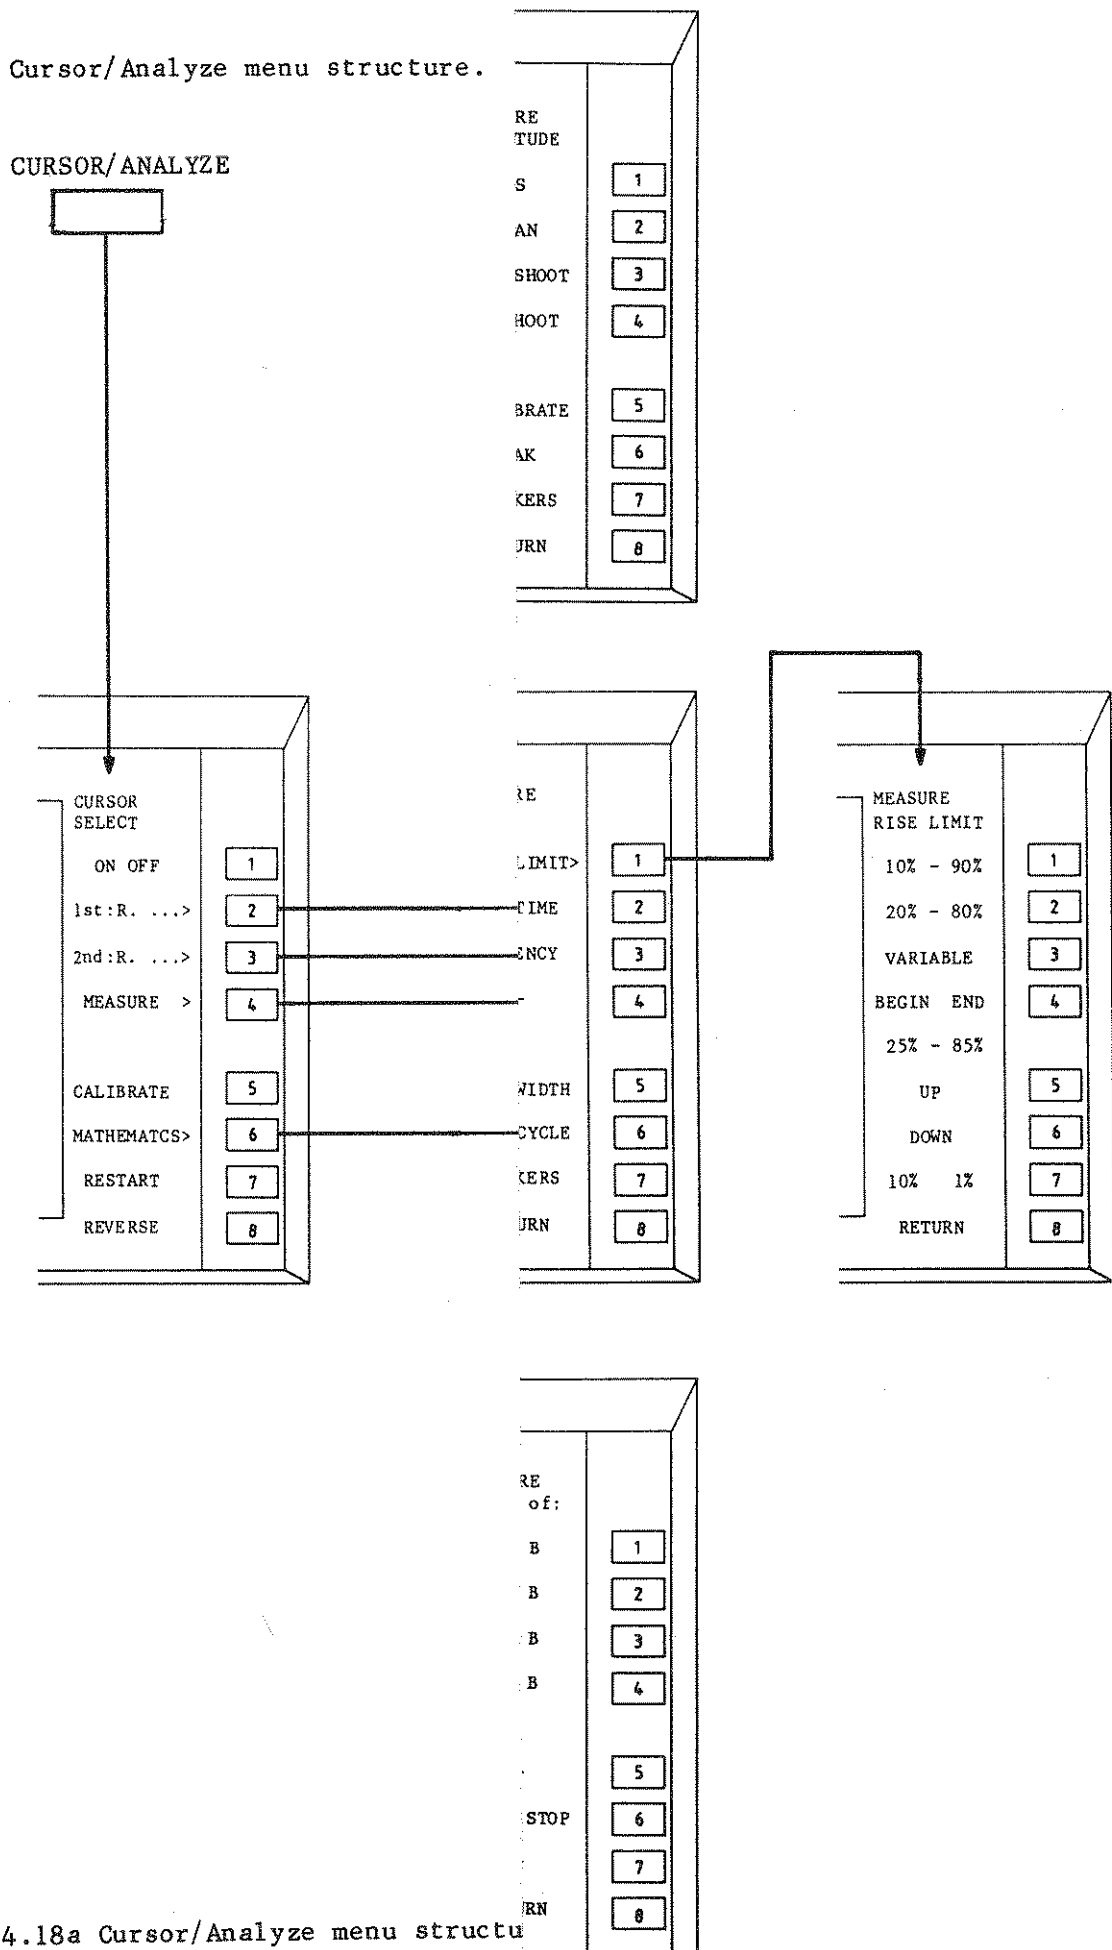 Cursor/Analyze menu structure.
CURSOR/ANALYZE
RE
TUDE
S 1
AN 2
SHOOT 3
HOOT 4
BRATE 5
AK 6
KERS 7
URN 8
CURSOR
SELECT
ON OFF 1
1st:R. ...> 2
2nd:R. ...> 3
MEASURE > 4
CALIBRATE 5
MATHEMATCS> 6
RESTART 7
REVERSE 8
RE
LIMIT> 1
TIME 2
ENCY 3
4
WIDTH 5
CYCLE 6
KERS 7
URN 8
MEASURE
RISE LIMIT
10% - 90% 1
20% - 80% 2
VARIABLE 3
BEGIN END 4
25% - 85%
UP 5
DOWN 6
10% 1% 7
RETURN 8
RE
of:
B 1
B 2
B 3
B 4
5
STOP 6
7
RN 8
4.18a Cursor/Analyze menu structu